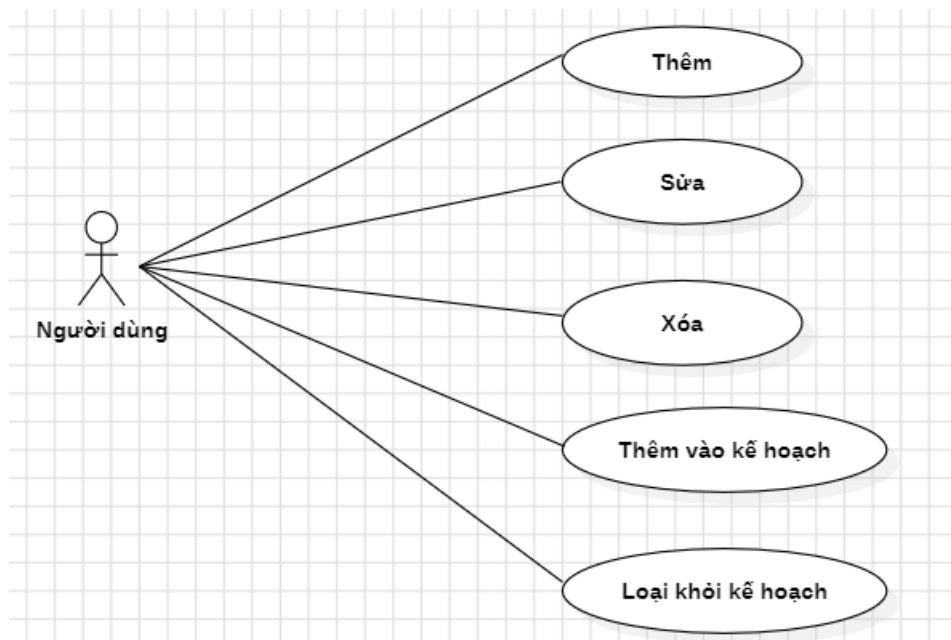 Thêm
Sửa
Người dùng
Xóa
Thêm vào kế hoạch
Loại khỏi kế hoạch